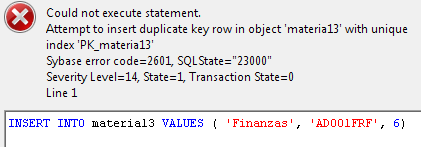 Could not execute statement.
Attempt to insert duplicate key row in object 'materia13' with unique
index 'PK_materia13'
Sybase error code=2601, SQLState="23000"
Severity Level=14, State=1, Transaction State=0
Line 1
INSERT INTO materia13 VALUES ( 'Finanzas', 'AD001FRF', 6)